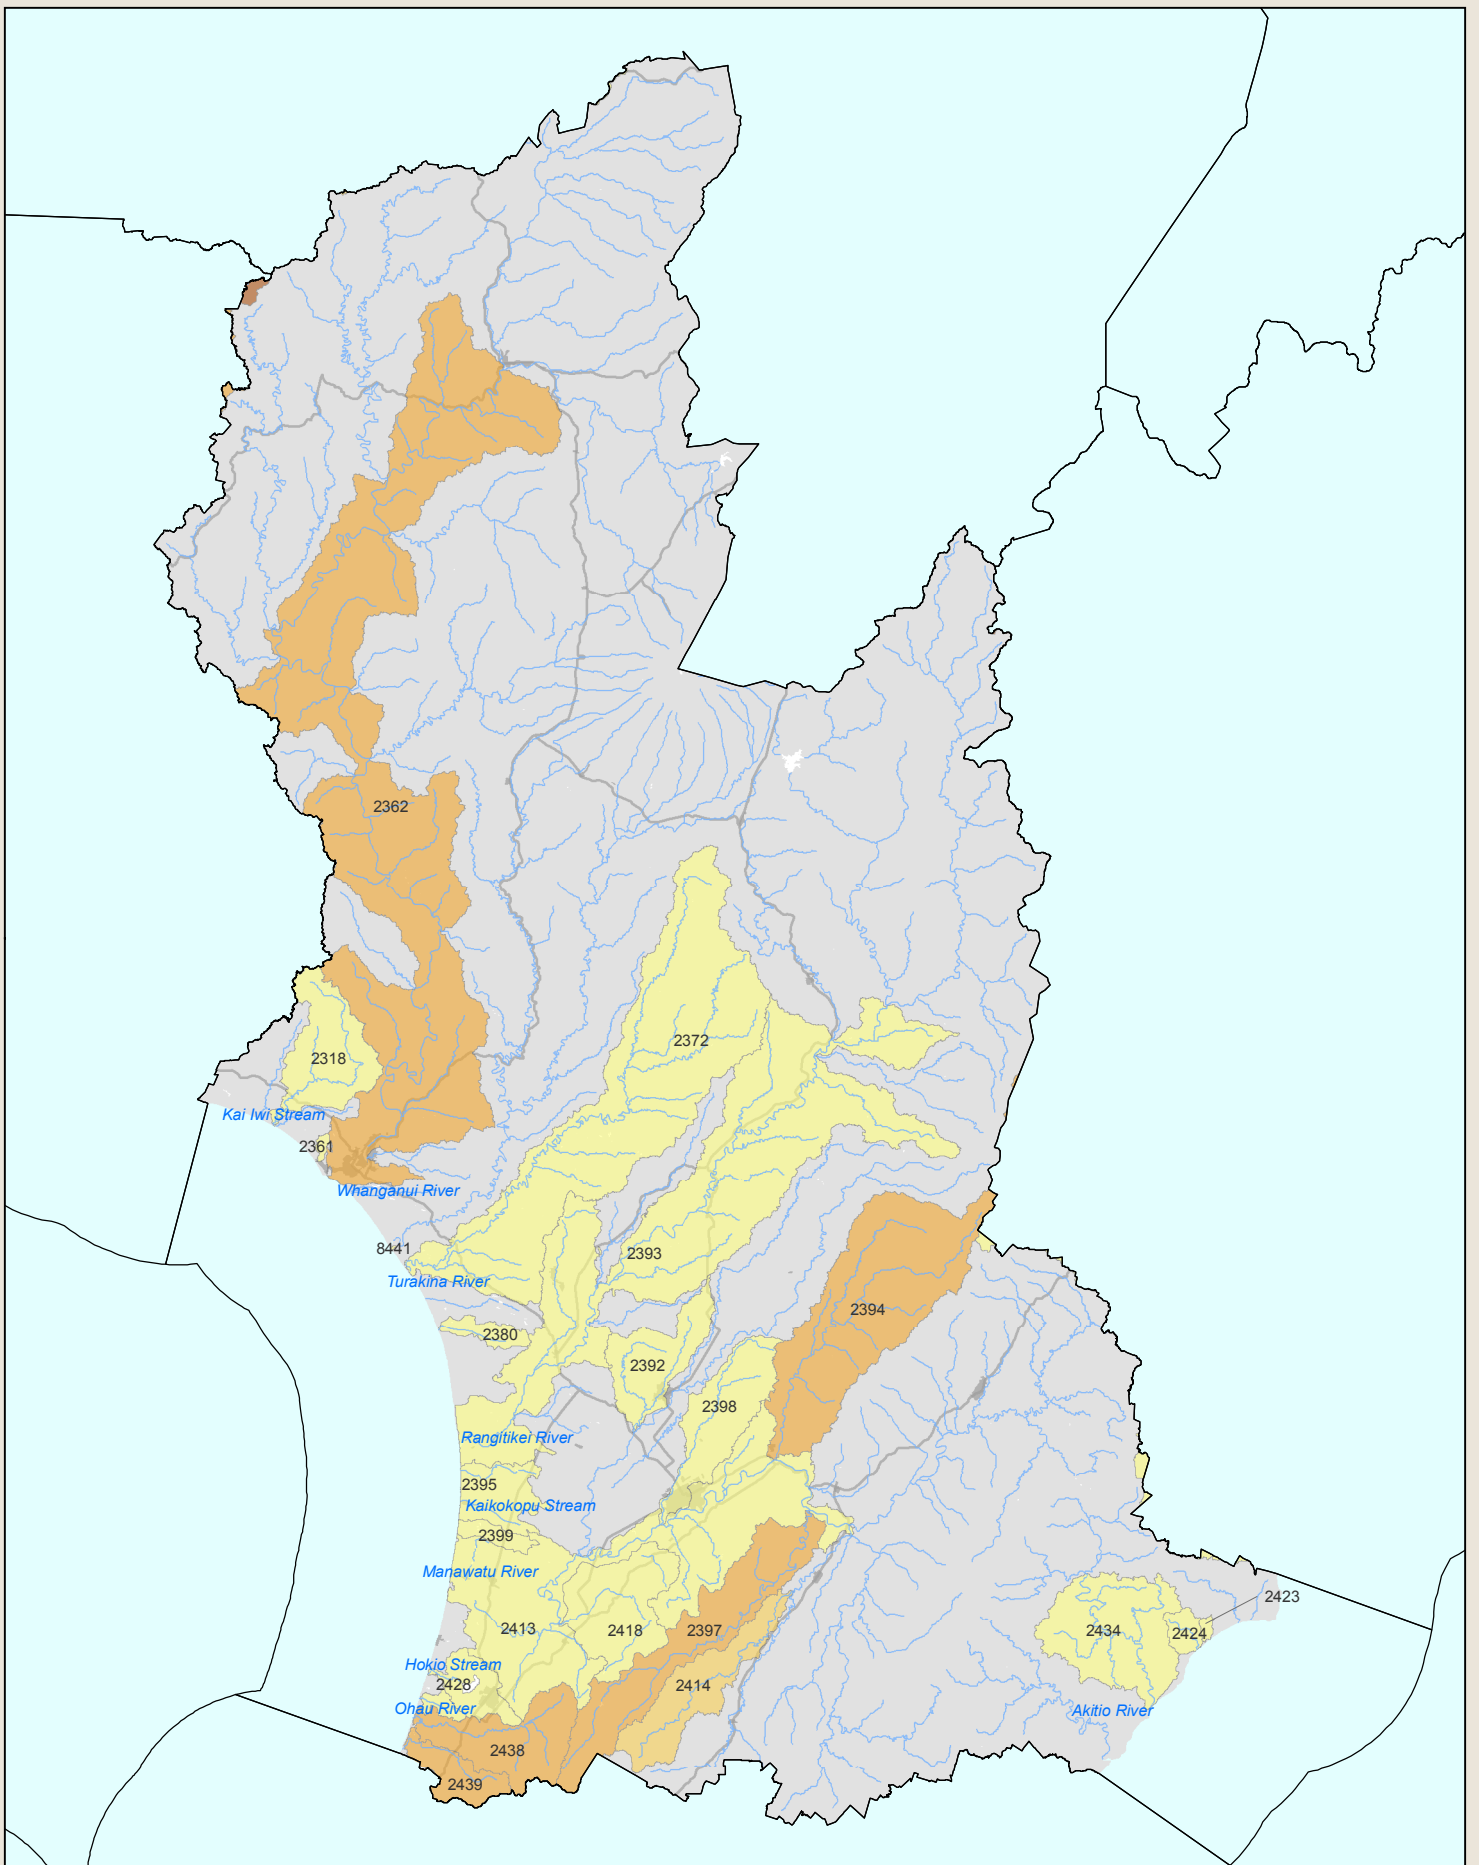 2362
2372
2318
Kai Iwi Stream
2361
Whanganui River
8441
2393
Turakina River
2394
2380
2392
2398
Rangitikei River
2395
Kaikokopu Stream
2399
Manawatu River
2423
2413
2418
2397
2434
2424
Hokio Stream
2428
2414
Ohau River
Akitio River
2438
2439